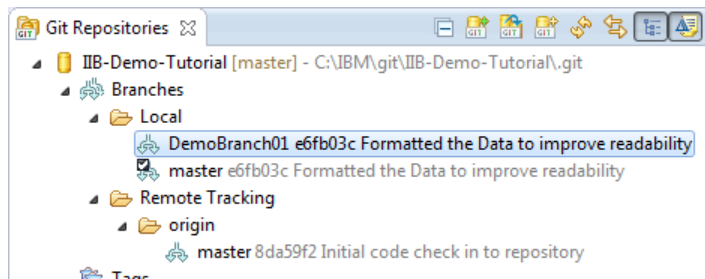 Git Repositories
IIB-Demo-Tutorial [master] - C:\IBM\git\IIB-Demo-Tutorial\.git
Branches
Local
DemoBranch01 e6fb03c Formatted the Data to improve readability
master e6fb03c Formatted the Data to improve readability
Remote Tracking
origin
master 8da59f2 Initial code check in to repository
Tags